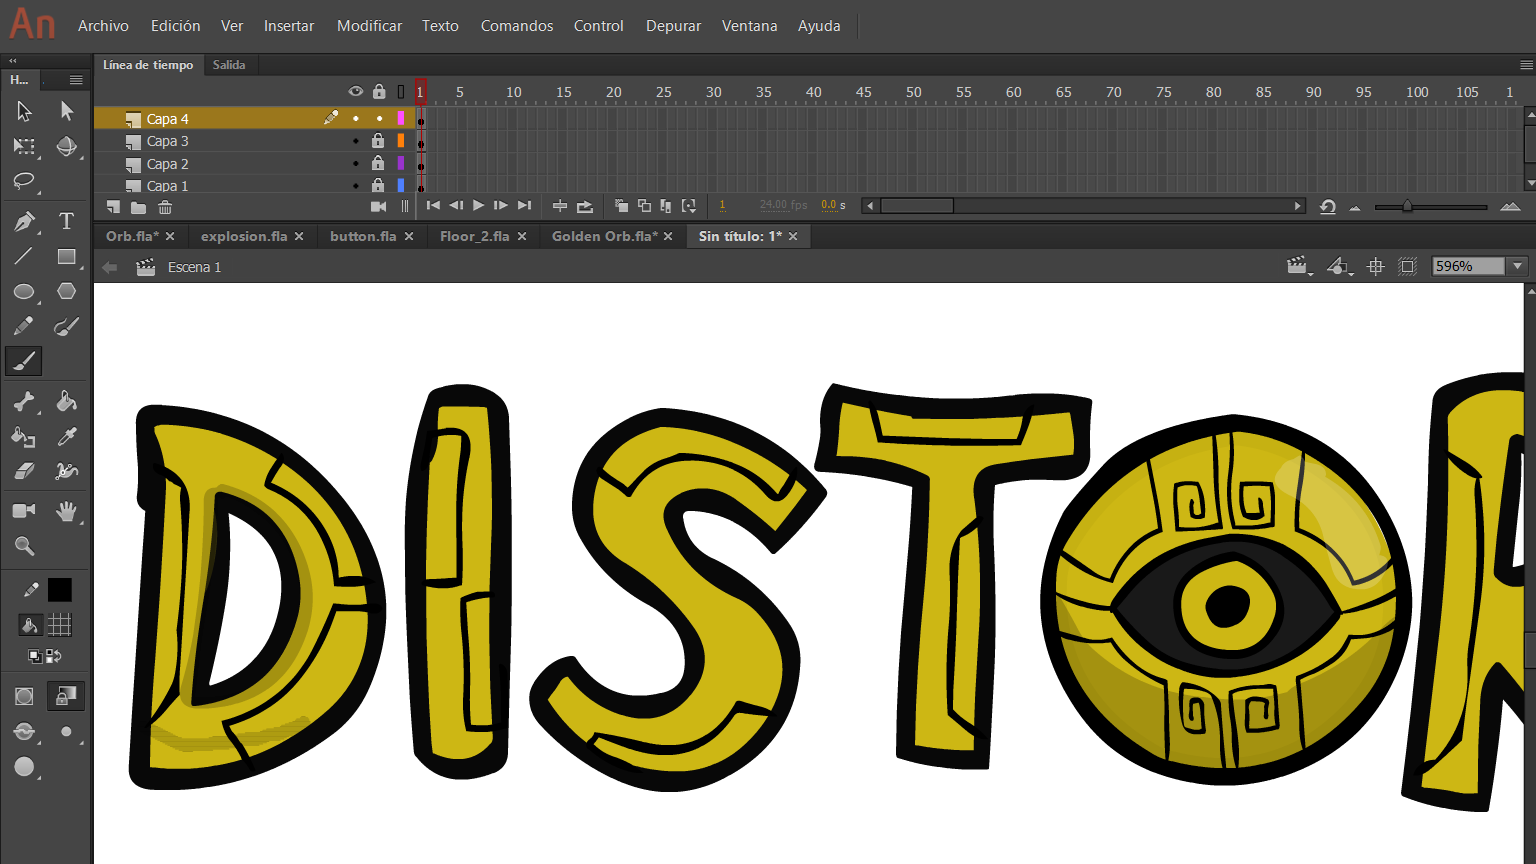 An Archivo Edición Ver Insertar Modificar Texto Comandos Control Depurar Ventana Ayuda
H...
Línea de tiempo Salida
1 5 10 15 20 25 30 35 40 45 50 55 60 65 70 75 80 85 90 95 100 105 1
Capa 4
Capa 3
Capa 2
Capa 1
1 24.00 fps 0.0 s
Orb.fla* explosion.fla button.fla Floor_2.fla Golden Orb.fla* Sin título: 1*
Escena 1 596%
DISTOR